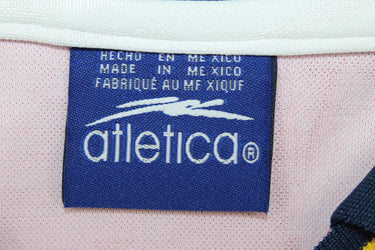 HECHO EN MEXICO
MADE IN MEXICO
FABRIQUÉ AU MEXIQUE
atletica®